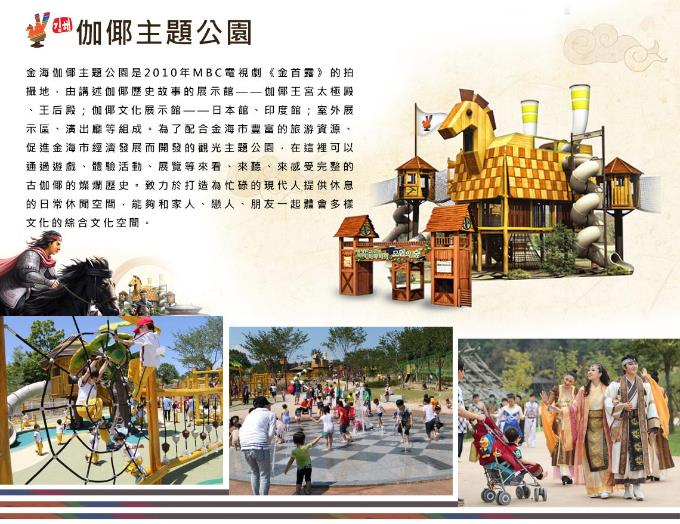 김해
伽倻主題公園
金海伽倻主題公園是2010年MBC電視劇《金首露》的拍
攝地，由講述伽倻歷史故事的展示館——伽倻王宮太極殿
、王后殿；伽倻文化展示館——日本館、印度館；室外展
示區、演出廳等組成。為了配合金海市豐富的旅游資源、
促進金海市經濟發展而開發的觀光主題公園，在這裡可以
通過遊戲、體驗活動、展覽等來看、來聽、來感受完整的
古伽倻的燦爛歷史。致力於打造為忙碌的現代人提供休息
的日常休閒空間，能夠和家人、戀人、朋友一起體會多樣
文化的綜合文化空間。